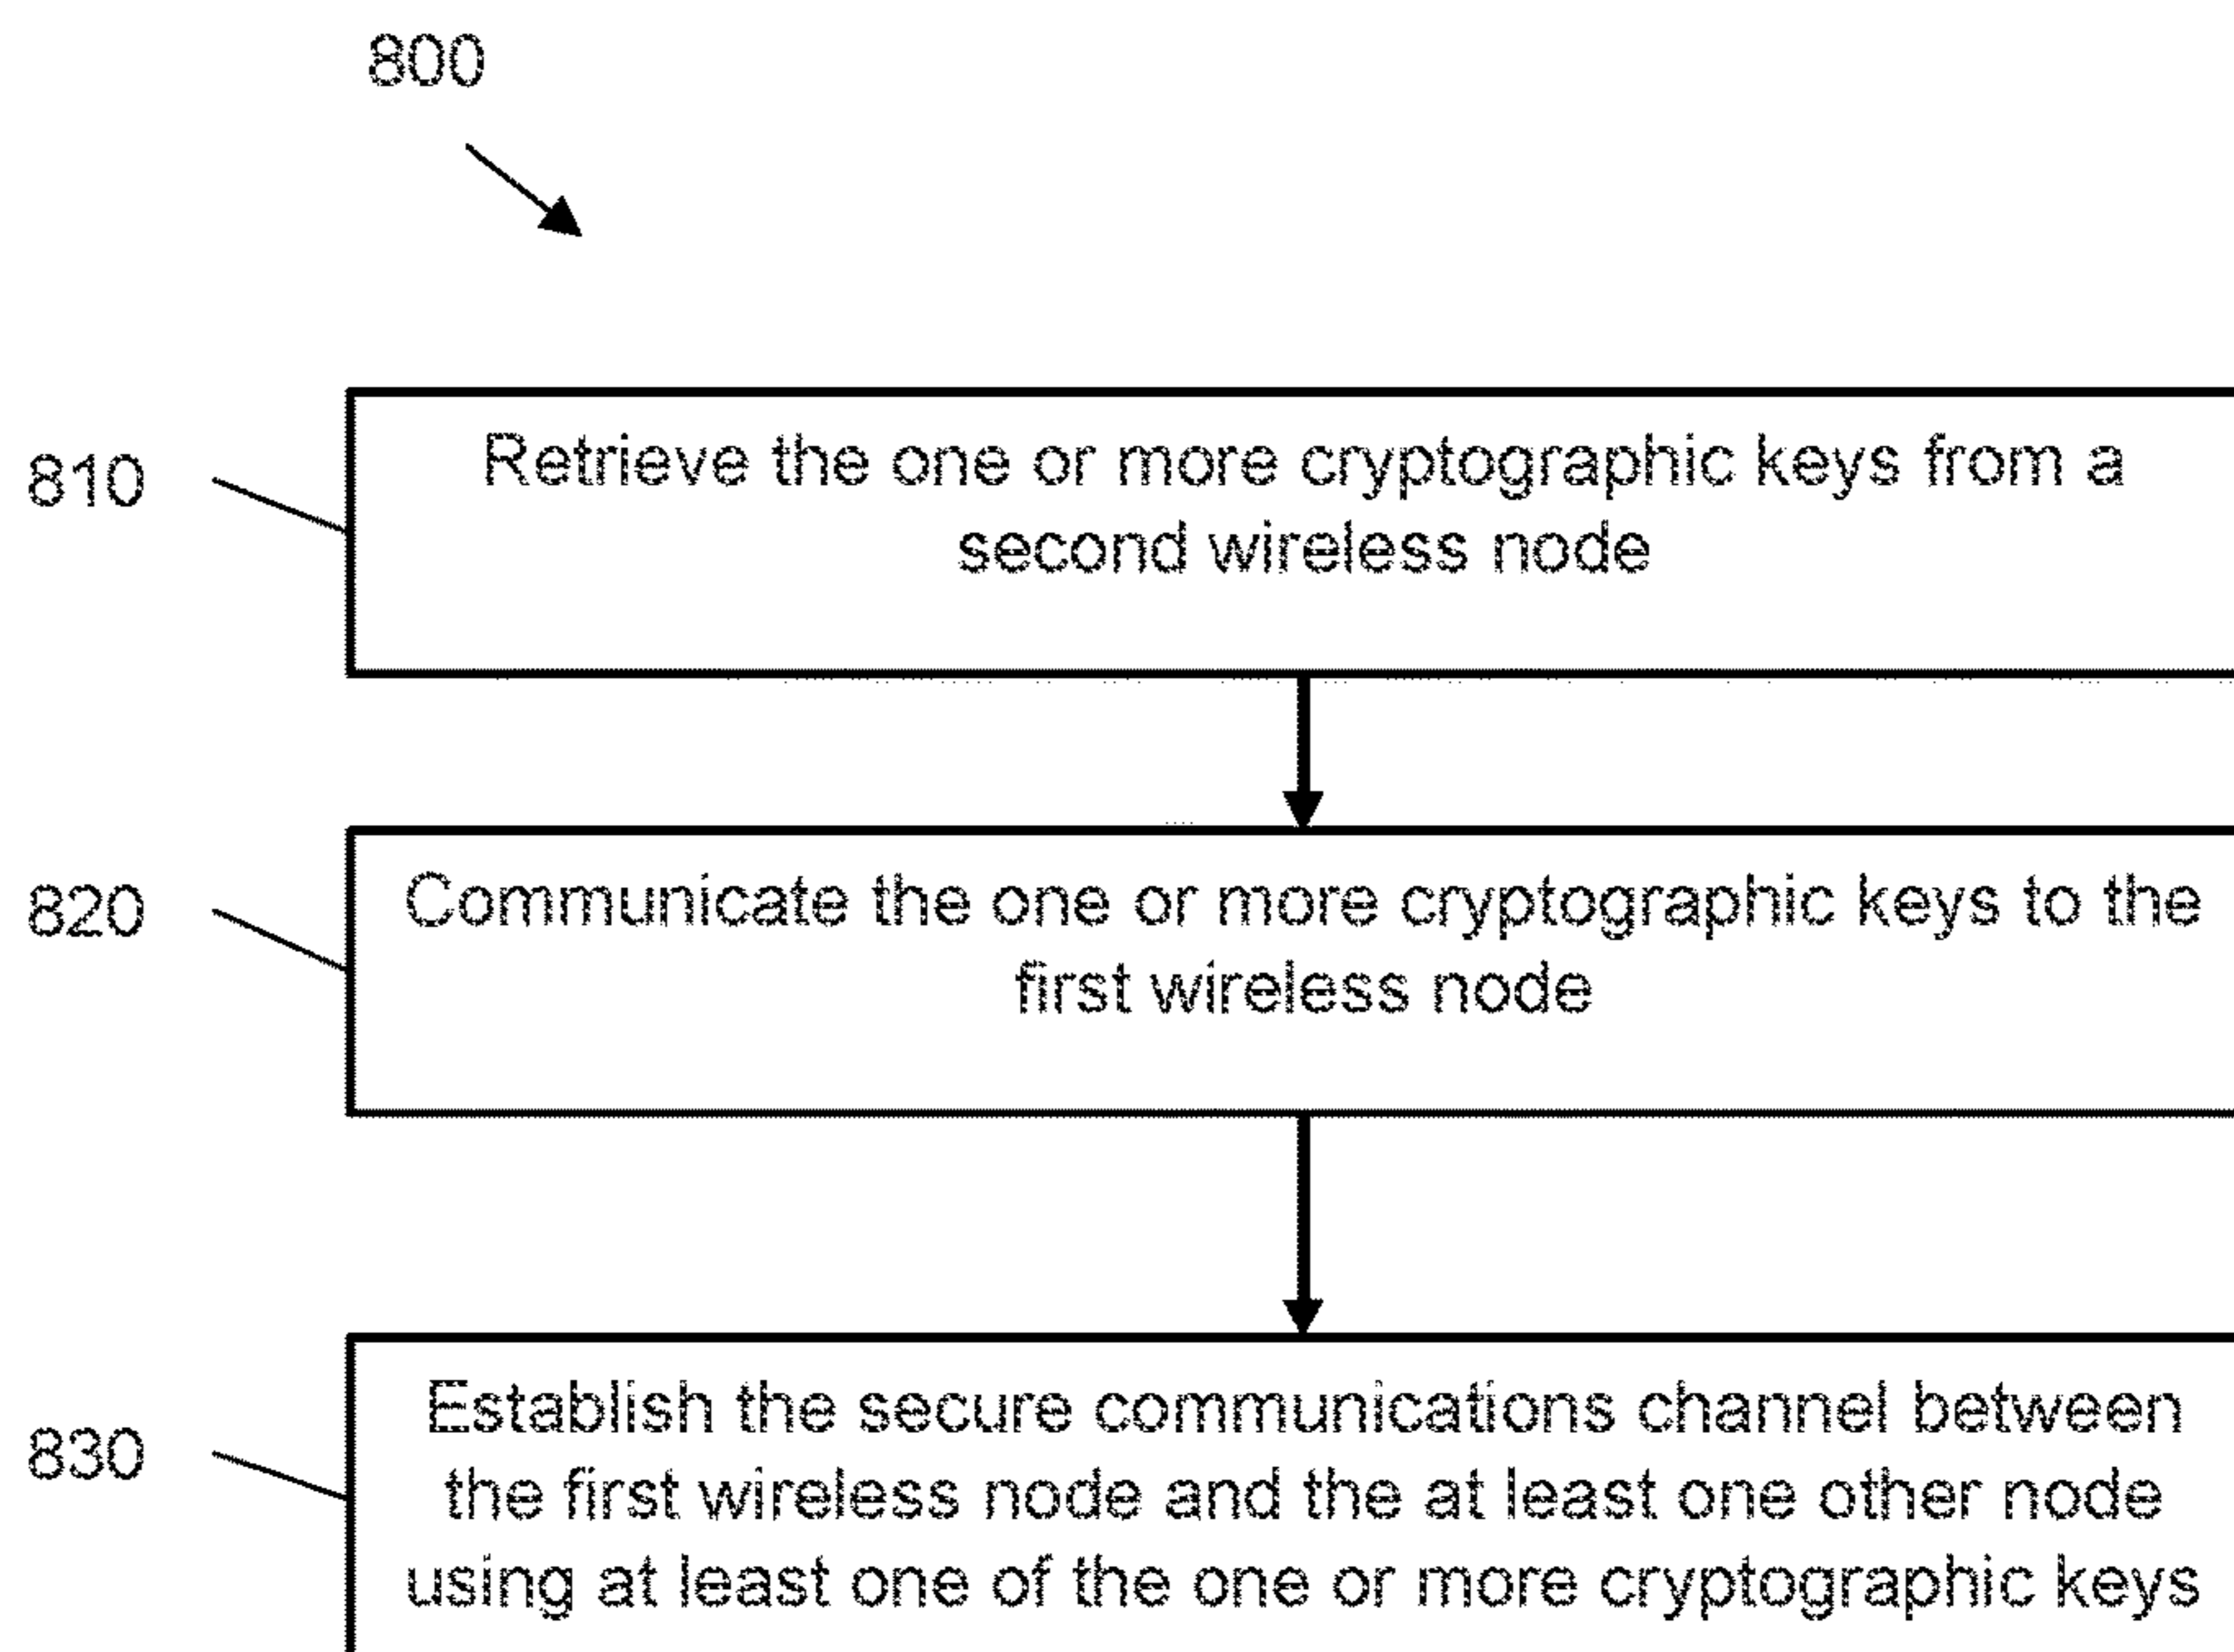 800
810
Retrieve the one or more cryptographic keys from a
second wireless node
820
Communicate the one or more cryptographic keys to the
first wireless node
830
Establish the secure communications channel between
the first wireless node and the at least one other node
using at least one of the one or more cryptographic keys